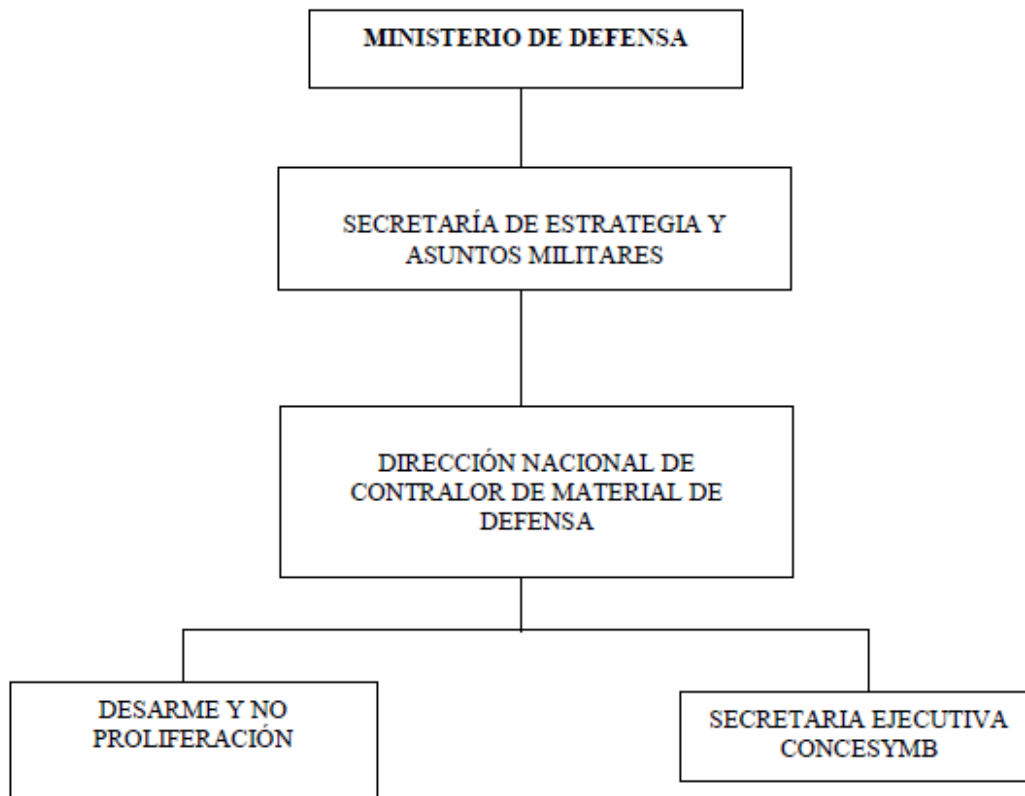 MINISTERIO DE DEFENSA
SECRETARÍA DE ESTRATEGIA Y
ASUNTOS MILITARES
DIRECCIÓN NACIONAL DE
CONTRALOR DE MATERIAL DE
DEFENSA
DESARME Y NO
PROLIFERACIÓN
SECRETARIA EJECUTIVA
CONCESYMB